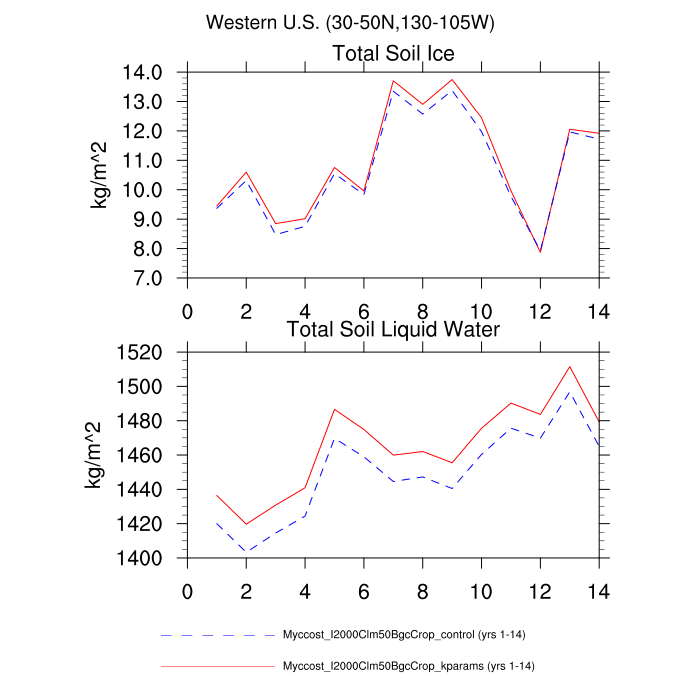 Western U.S. (30-50N,130-105W)
Total Soil Ice
14.0
13.0
12.0
11.0
10.0
9.0
8.0
7.0
kg/m^2
0 2 4 6 8 10 12 14
Total Soil Liquid Water
1520
1500
1480
1460
1440
1420
1400
kg/m^2
0 2 4 6 8 10 12 14
Myccost_I2000Clm50BgcCrop_control (yrs 1-14)
Myccost_I2000Clm50BgcCrop_kparams (yrs 1-14)